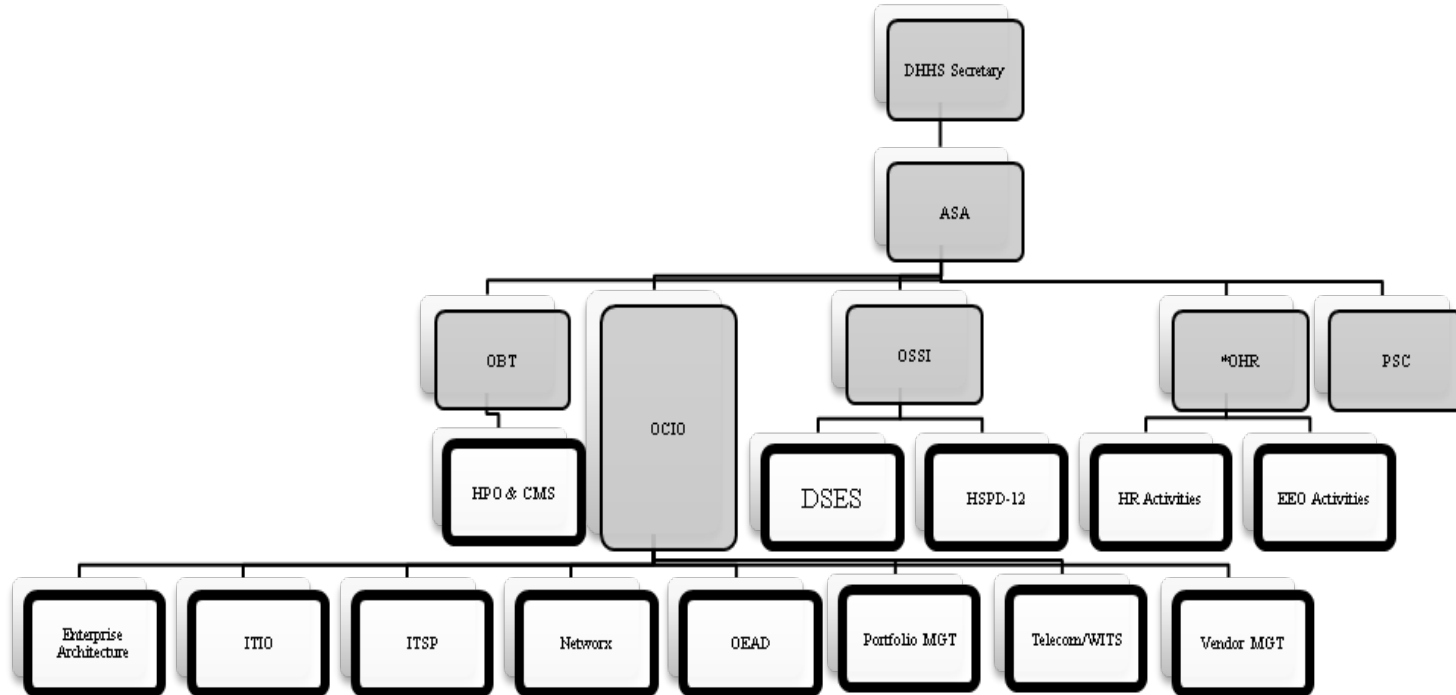 DHHS Secretary
ASA
OBT
OCIO
OSSI
*OHR
PSC
HPO & CMS
DSES
HSPD-12
HR Activities
EEO Activities
Enterprise
Architecture
ITIO
ITSP
Networx
OEAD
Portfolio MGT
Telecom/WITS
Vendor MGT